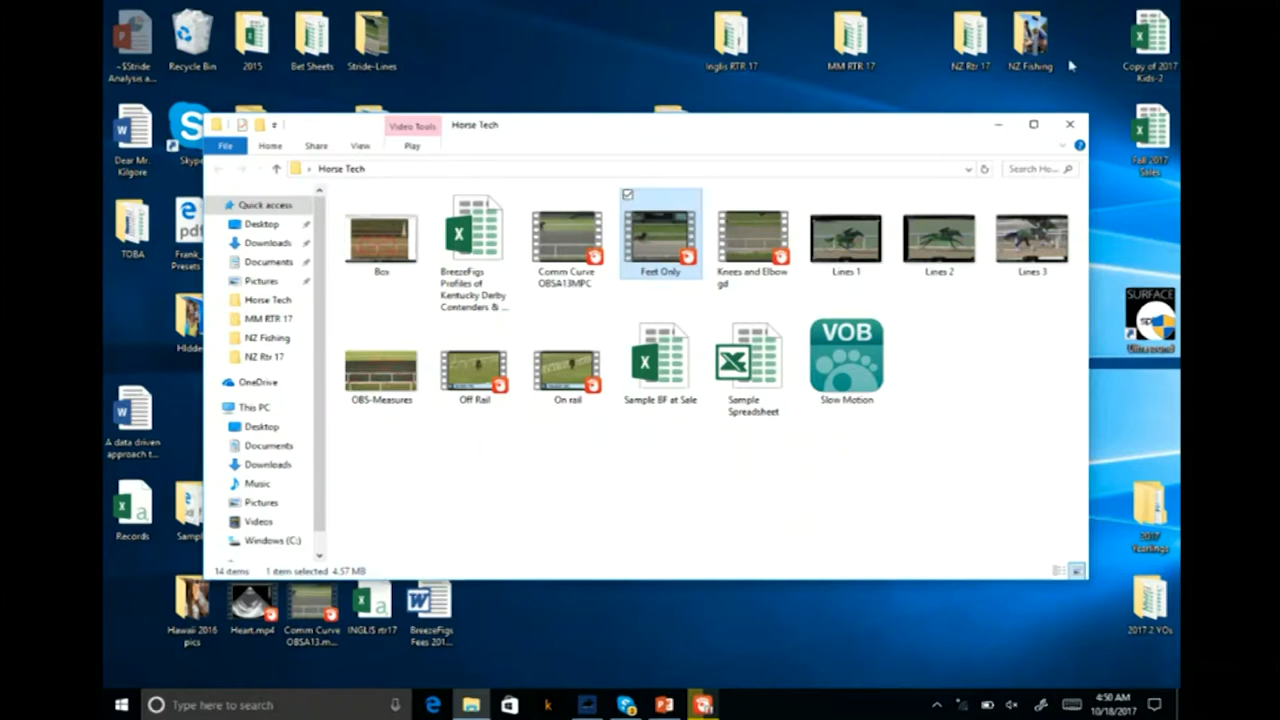 ~$Stride
Analysis a...
Recycle Bin
2015
Bet Sheets
Stride-Lines
Inglis RTR 17
MM RTR 17
NZ Rtr 17
NZ Fishing
Copy of 2017
Kids-2
Dear Mr.
Kilgore
Skype
Fall 2017
Sales
Video Tools
Horse Tech
File
Home
Share
View
Play
Horse Tech
Search Ho...
Quick access
Desktop
Downloads
Documents
Pictures
Horse Tech
MM RTR 17
NZ Fishing
NZ Rtr 17
OneDrive
This PC
Desktop
Documents
Downloads
Music
Pictures
Videos
Windows (C:)
Box
BreezeFigs
Profiles of
Kentucky Derby
Contenders & ...
Comm Curve
OBSA13MPC
Feet Only
Knees and Elbow
gd
Lines 1
Lines 2
Lines 3
OBS-Measures
Off Rail
On rail
Sample BF at Sale
Sample
Spreadsheet
VOB
Slow Motion
14 items
1 item selected 4.57 MB
TOBA
pdf
Frank_
Presets
Hidde
SURFACE
Ultrasound
A data driven
approach t...
Records
Sampl
2017
Yearlings
Hawaii 2016
pics
Heart.mp4
Comm Curve
OBSA13.m...
INGLIS rtr17
BreezeFigs
Fees 201...
2017 2 YOs
Type here to search
4:50 AM
10/18/2017